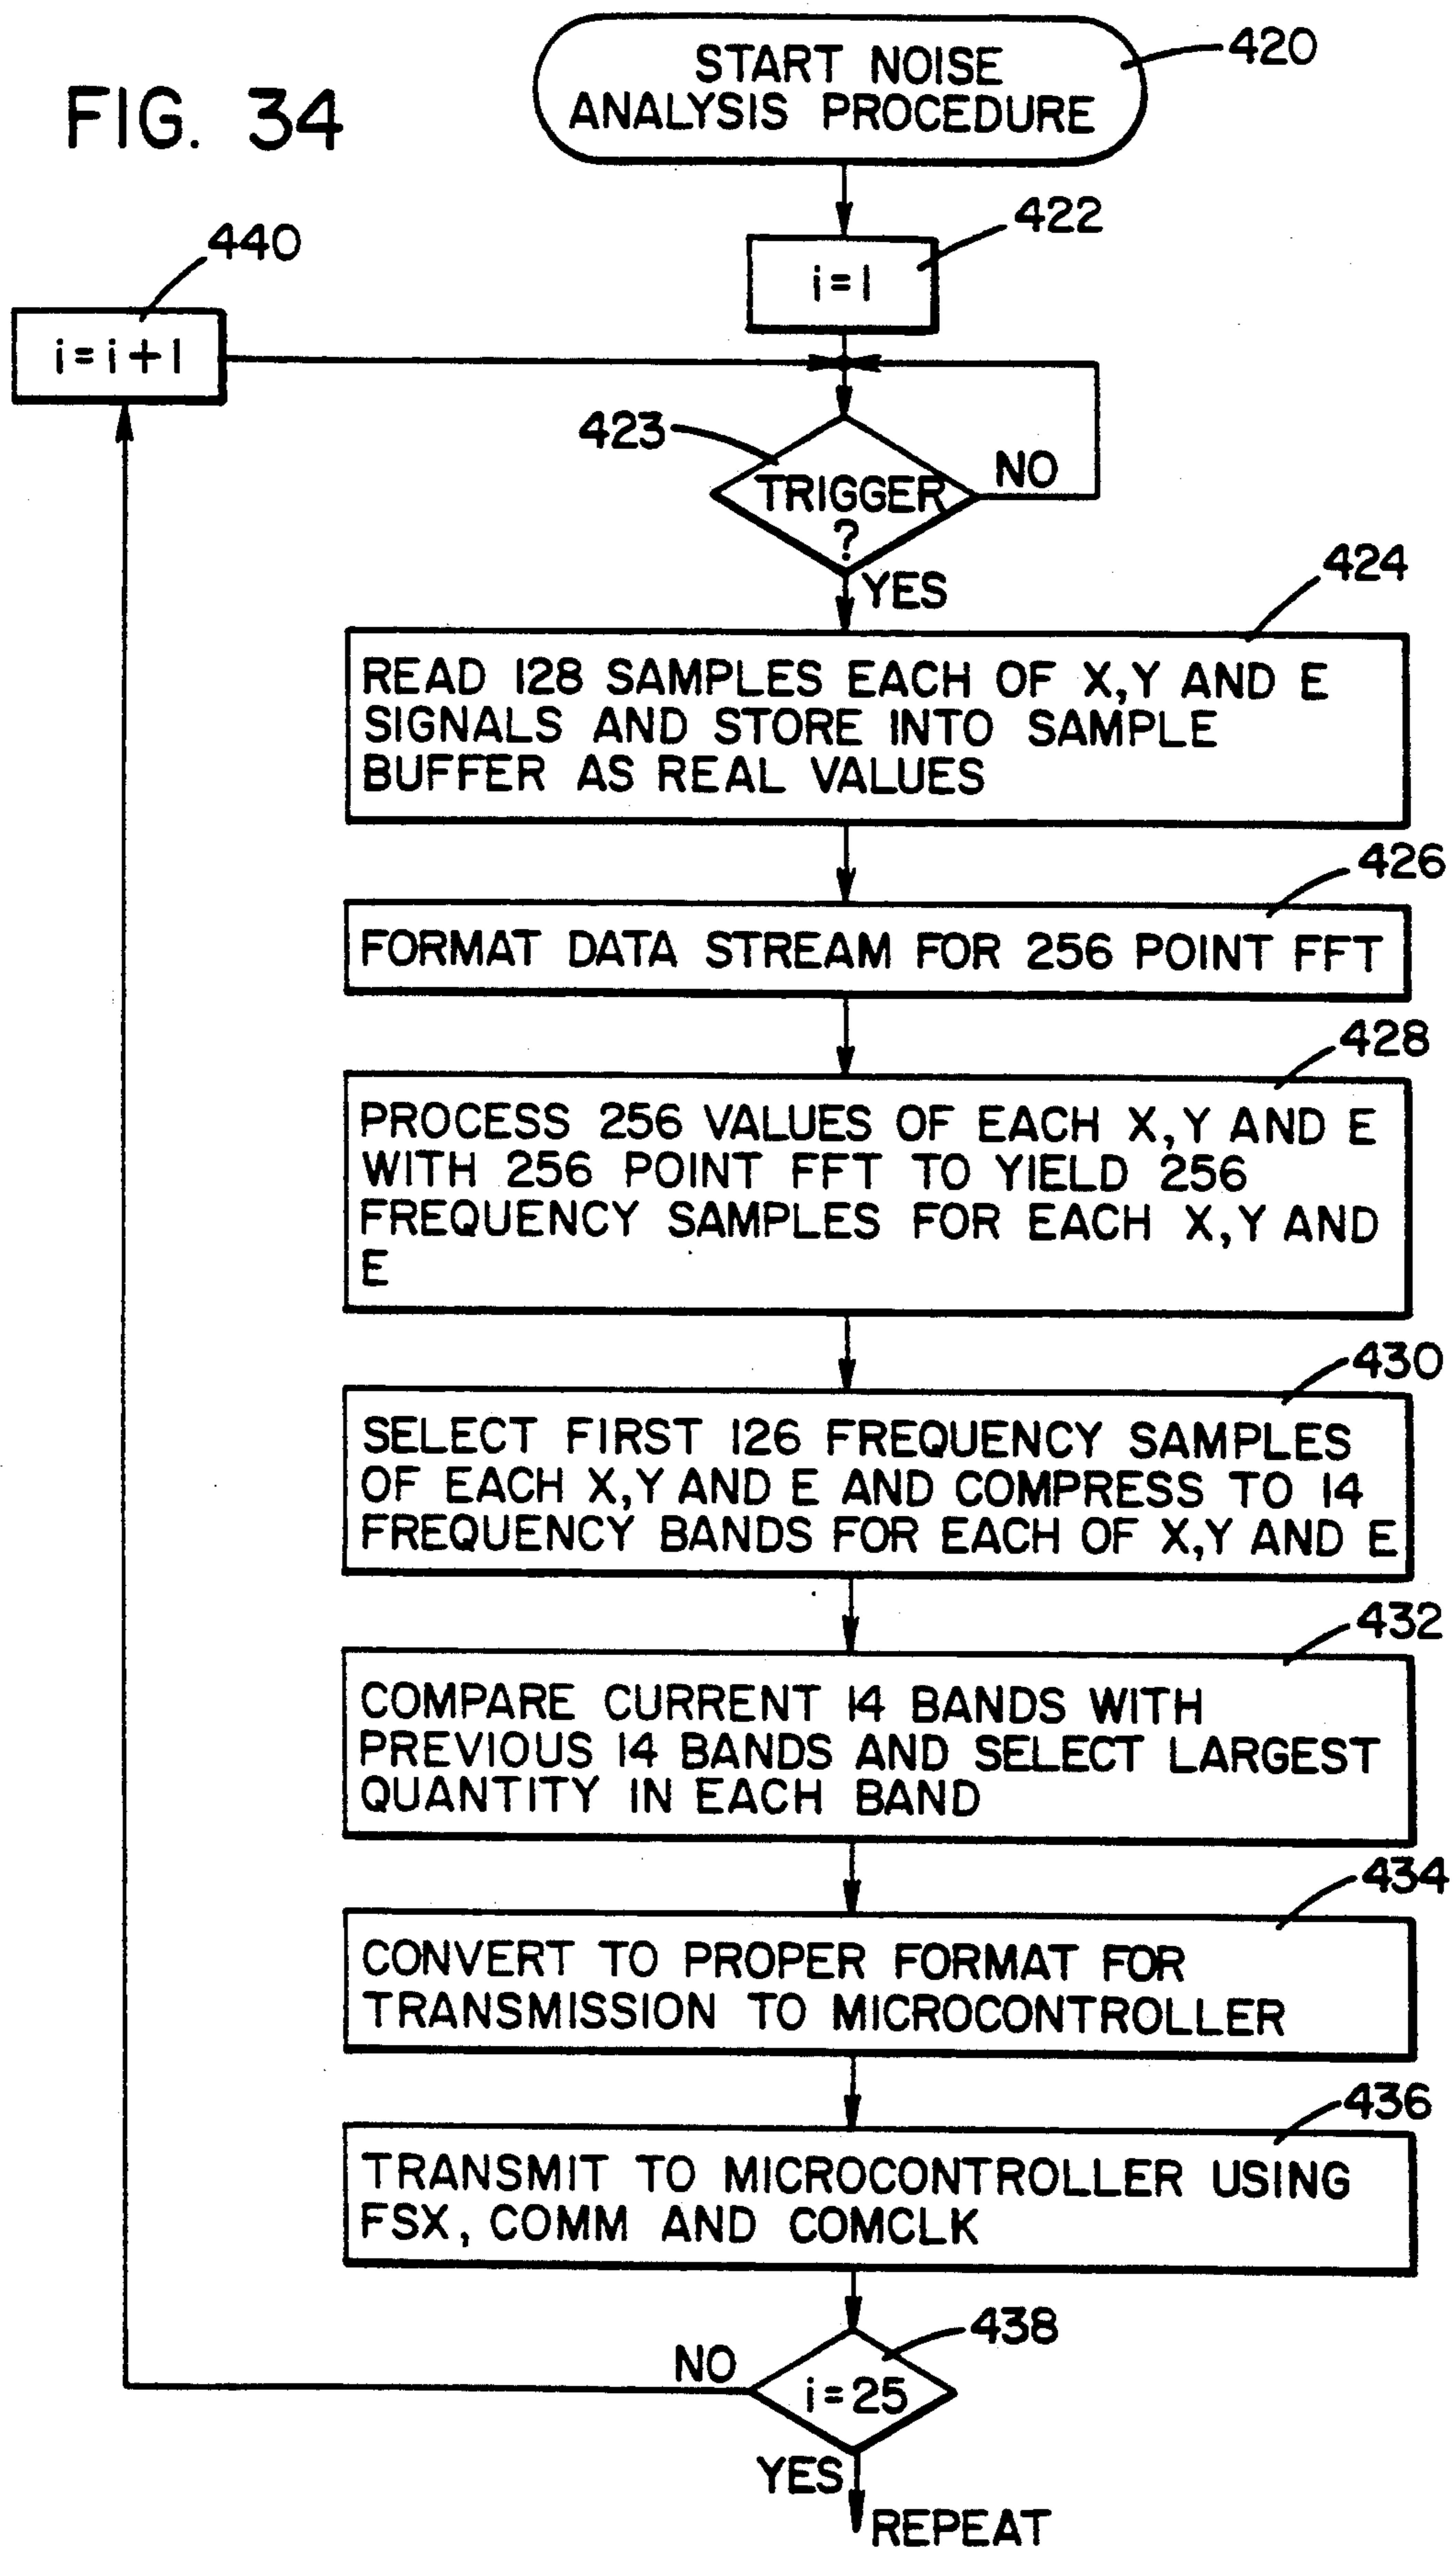 FIG. 34
START NOISE
ANALYSIS PROCEDURE
420
422
i=1
440
i=i+1
423
TRIGGER
?
NO
YES
424
READ 128 SAMPLES EACH OF X,Y AND E
SIGNALS AND STORE INTO SAMPLE
BUFFER AS REAL VALUES
426
FORMAT DATA STREAM FOR 256 POINT FFT
428
PROCESS 256 VALUES OF EACH X,Y AND E
WITH 256 POINT FFT TO YIELD 256
FREQUENCY SAMPLES FOR EACH X,Y AND
E
430
SELECT FIRST 126 FREQUENCY SAMPLES
OF EACH X,Y AND E AND COMPRESS TO 14
FREQUENCY BANDS FOR EACH OF X,Y AND E
432
COMPARE CURRENT 14 BANDS WITH
PREVIOUS 14 BANDS AND SELECT LARGEST
QUANTITY IN EACH BAND
434
CONVERT TO PROPER FORMAT FOR
TRANSMISSION TO MICROCONTROLLER
436
TRANSMIT TO MICROCONTROLLER USING
FSX, COMM AND COMCLK
438
NO
i=25
YES
REPEAT